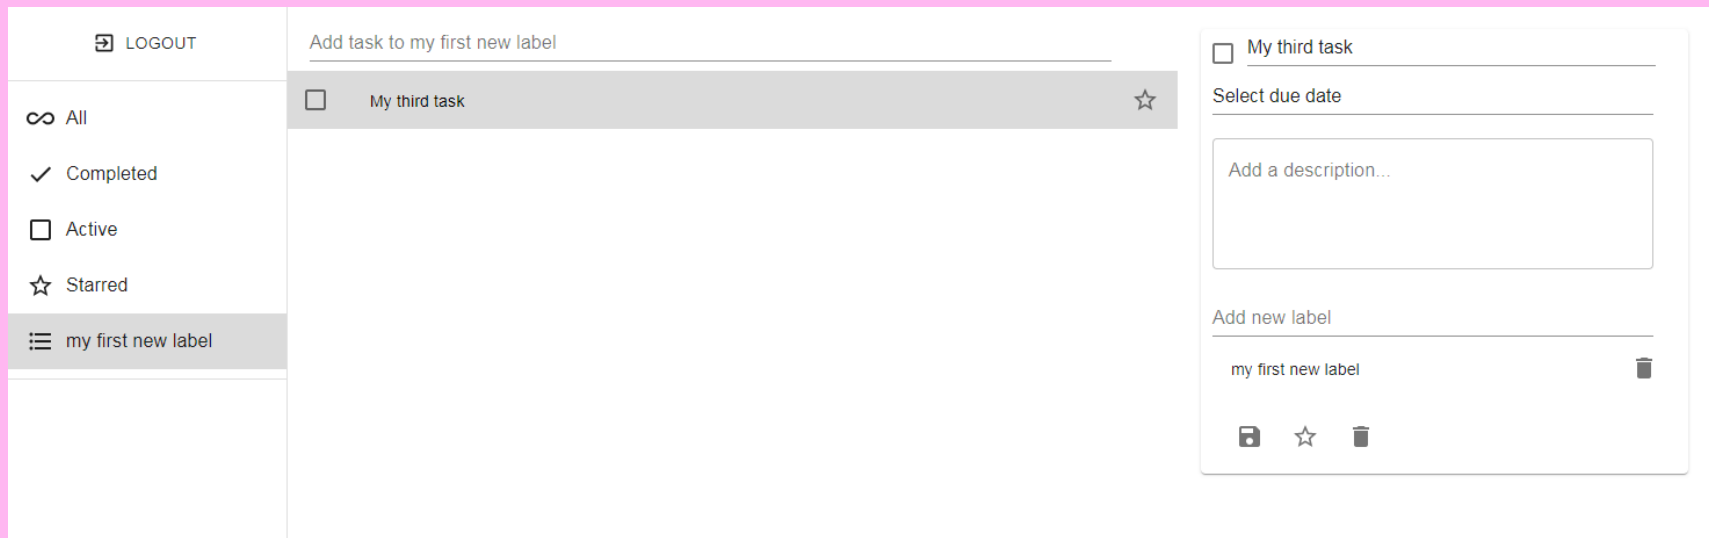 LOGOUT
All
Completed
Active
Starred
my first new label
Add task to my first new label
My third task
My third task
Select due date
Add a description...
Add new label
my first new label